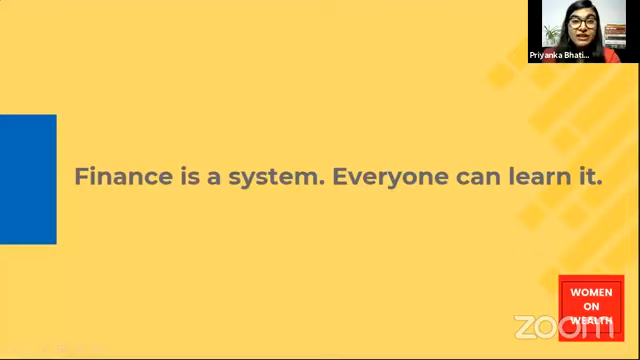 Priyanka Bhati...
Finance is a system. Everyone can learn it.
WOMEN
ON
WEALTH
zoom